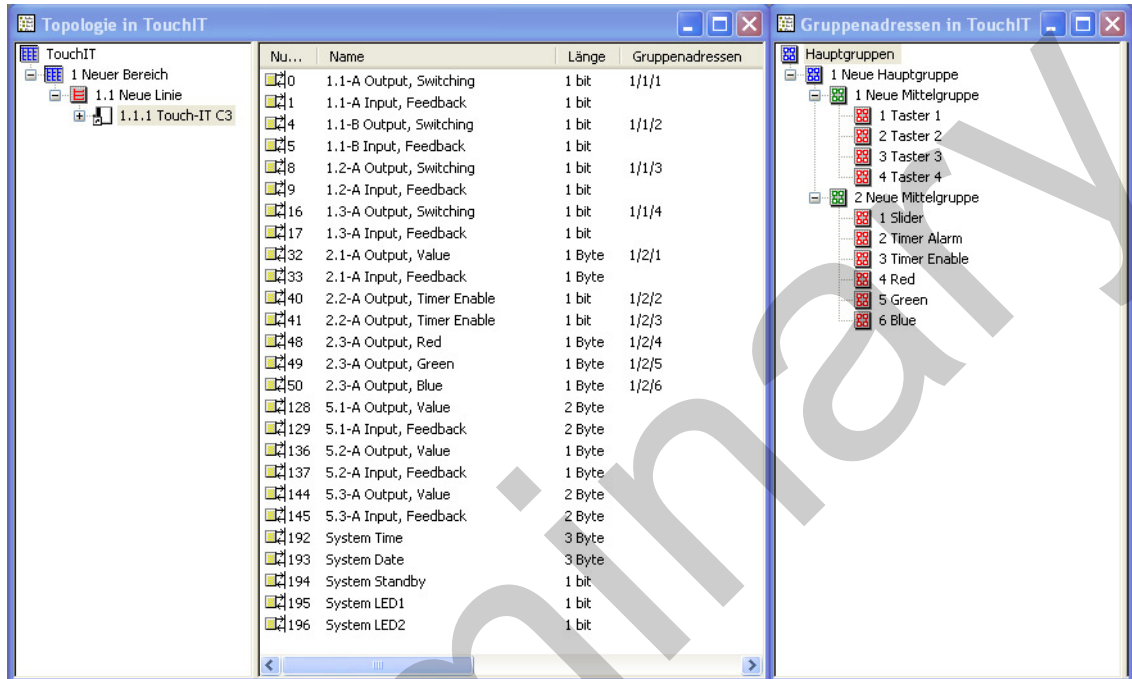 Topologie in TouchIT
TouchIT
1 Neuer Bereich
1.1 Neue Linie
1.1.1 Touch-IT C3
Nu... Name Länge Gruppenadressen
0 1.1-A Output, Switching 1 bit 1/1/1
1 1.1-A Input, Feedback 1 bit
4 1.1-B Output, Switching 1 bit 1/1/2
5 1.1-B Input, Feedback 1 bit
8 1.2-A Output, Switching 1 bit 1/1/3
9 1.2-A Input, Feedback 1 bit
16 1.3-A Output, Switching 1 bit 1/1/4
17 1.3-A Input, Feedback 1 bit
32 2.1-A Output, Value 1 Byte 1/2/1
33 2.1-A Input, Feedback 1 Byte
40 2.2-A Output, Timer Enable 1 bit 1/2/2
41 2.2-A Output, Timer Enable 1 bit 1/2/3
48 2.3-A Output, Red 1 Byte 1/2/4
49 2.3-A Output, Green 1 Byte 1/2/5
50 2.3-A Output, Blue 1 Byte 1/2/6
128 5.1-A Output, Value 2 Byte
129 5.1-A Input, Feedback 2 Byte
136 5.2-A Output, Value 1 Byte
137 5.2-A Input, Feedback 1 Byte
144 5.3-A Output, Value 2 Byte
145 5.3-A Input, Feedback 2 Byte
192 System Time 3 Byte
193 System Date 3 Byte
194 System Standby 1 bit
195 System LED1 1 bit
196 System LED2 1 bit
Gruppenadressen in TouchIT
Hauptgruppen
1 Neue Hauptgruppe
1 Neue Mittelgruppe
1 Taster 1
2 Taster 2
3 Taster 3
4 Taster 4
2 Neue Mittelgruppe
1 Slider
2 Timer Alarm
3 Timer Enable
4 Red
5 Green
6 Blue
minary